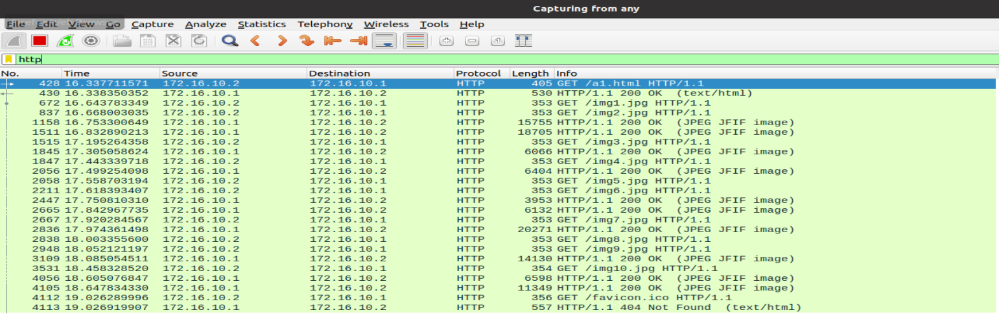 Capturing from any
File Edit View Go Capture Analyze Statistics Telephony Wireless Tools Help
http
No. Time Source Destination Protocol Length Info
428 16.337711571 172.16.10.2 172.16.10.1 HTTP 405 GET /a1.html HTTP/1.1
430 16.338350352 172.16.10.1 172.16.10.2 HTTP 530 HTTP/1.1 200 OK (text/html)
672 16.643783349 172.16.10.2 172.16.10.1 HTTP 353 GET /img1.jpg HTTP/1.1
837 16.668003035 172.16.10.2 172.16.10.1 HTTP 353 GET /img2.jpg HTTP/1.1
1158 16.753300649 172.16.10.1 172.16.10.2 HTTP 15755 HTTP/1.1 200 OK (JPEG JFIF image)
1511 16.832890213 172.16.10.1 172.16.10.2 HTTP 18705 HTTP/1.1 200 OK (JPEG JFIF image)
1515 17.195264358 172.16.10.2 172.16.10.1 HTTP 353 GET /img3.jpg HTTP/1.1
1845 17.305058624 172.16.10.1 172.16.10.2 HTTP 6066 HTTP/1.1 200 OK (JPEG JFIF image)
1847 17.443339718 172.16.10.2 172.16.10.1 HTTP 353 GET /img4.jpg HTTP/1.1
2056 17.499254098 172.16.10.1 172.16.10.2 HTTP 6404 HTTP/1.1 200 OK (JPEG JFIF image)
2058 17.558703194 172.16.10.2 172.16.10.1 HTTP 353 GET /img5.jpg HTTP/1.1
2211 17.618393407 172.16.10.2 172.16.10.1 HTTP 353 GET /img6.jpg HTTP/1.1
2447 17.750810310 172.16.10.1 172.16.10.2 HTTP 3953 HTTP/1.1 200 OK (JPEG JFIF image)
2665 17.842967735 172.16.10.1 172.16.10.2 HTTP 6132 HTTP/1.1 200 OK (JPEG JFIF image)
2667 17.920284567 172.16.10.2 172.16.10.1 HTTP 353 GET /img7.jpg HTTP/1.1
2836 17.974361498 172.16.10.1 172.16.10.2 HTTP 20271 HTTP/1.1 200 OK (JPEG JFIF image)
2838 18.003355600 172.16.10.2 172.16.10.1 HTTP 353 GET /img8.jpg HTTP/1.1
2948 18.052121197 172.16.10.2 172.16.10.1 HTTP 353 GET /img9.jpg HTTP/1.1
3109 18.085054511 172.16.10.1 172.16.10.2 HTTP 14130 HTTP/1.1 200 OK (JPEG JFIF image)
3531 18.458328520 172.16.10.2 172.16.10.1 HTTP 354 GET /img10.jpg HTTP/1.1
4056 18.605076847 172.16.10.1 172.16.10.2 HTTP 6598 HTTP/1.1 200 OK (JPEG JFIF image)
4105 18.647834330 172.16.10.1 172.16.10.2 HTTP 11349 HTTP/1.1 200 OK (JPEG JFIF image)
4112 19.026289996 172.16.10.2 172.16.10.1 HTTP 356 GET /favicon.ico HTTP/1.1
4113 19.026919907 172.16.10.1 172.16.10.2 HTTP 557 HTTP/1.1 404 Not Found (text/html)